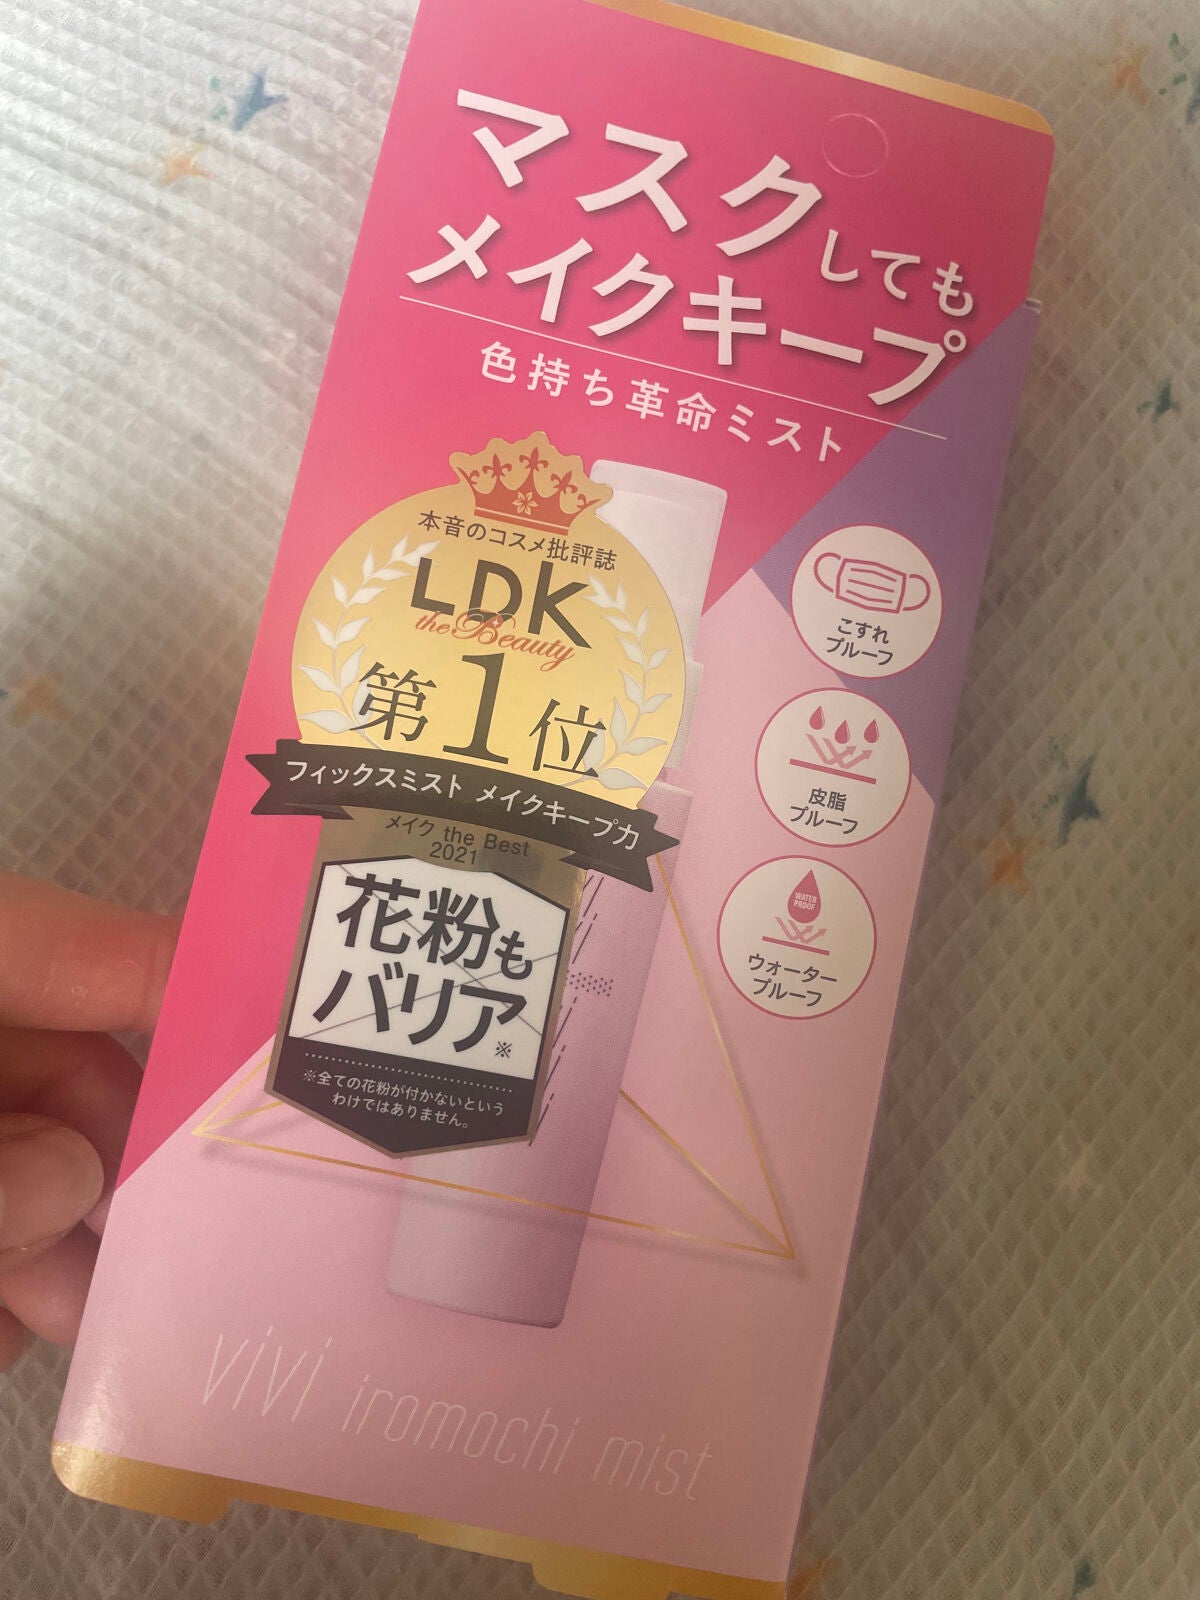 マスクしても
メイクキープ
色持ち革命ミスト
本音のコスメ批評誌
LDK
the Beauty
第1位
フィックスミスト メイクキープ力
メイク the Best
2021
花粉も
バリア※
※全ての花粉が付かないという
わけではありません。
こすれ
プルーフ
皮脂
プルーフ
WATER
PROOF
ウォーター
プルーフ
vivi iromochi mist